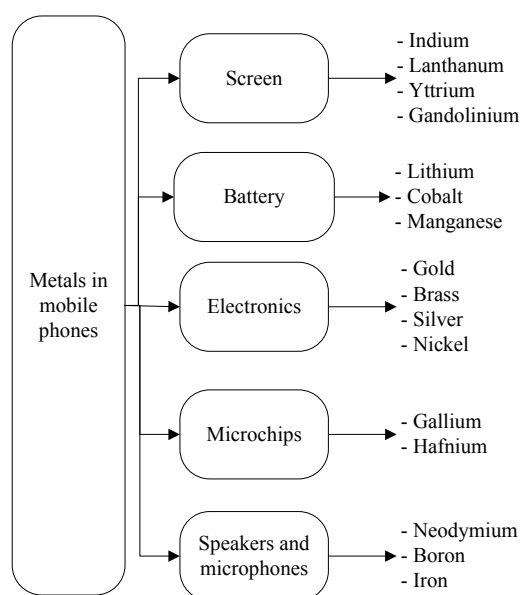 Metals in
mobile
phones
Screen
- Indium
- Lanthanum
- Yttrium
- Gandolinium
Battery
- Lithium
- Cobalt
- Manganese
Electronics
- Gold
- Brass
- Silver
- Nickel
Microchips
- Gallium
- Hafnium
Speakers and
microphones
- Neodymium
- Boron
- Iron